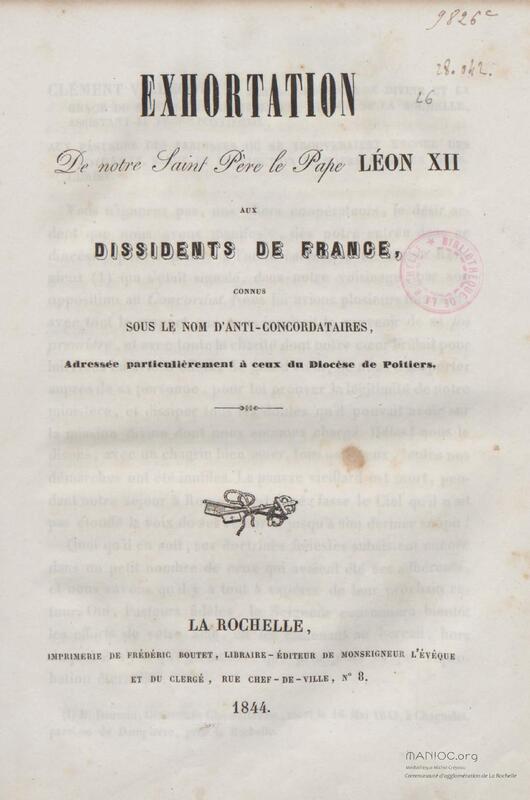 9826c
28.042.
26
EXHORTATION
De notre Saint Père le Pape LÉON XII
AUX
DISSIDENTS DE FRANCE,
CONNUS
SOUS LE NOM D'ANTI-CONCORDATAIRES,
Adressée particulièrement à ceux du Diocèse de Poitiers.
BIBLIOTHÈQUE
LA ROCHELLE,
IMPRIMERIE DE FRÉDÉRIC BOUTET, LIBRAIRE-ÉDITEUR DE MONSEIGNEUR L'ÉVÊQUE
ET DU CLERGÉ, RUE CHEF-DE-VILLE, N° 8.
1844.
MANIOC.org
Médiathèque Michel Crépeau
Communauté d'agglomération de La Rochelle